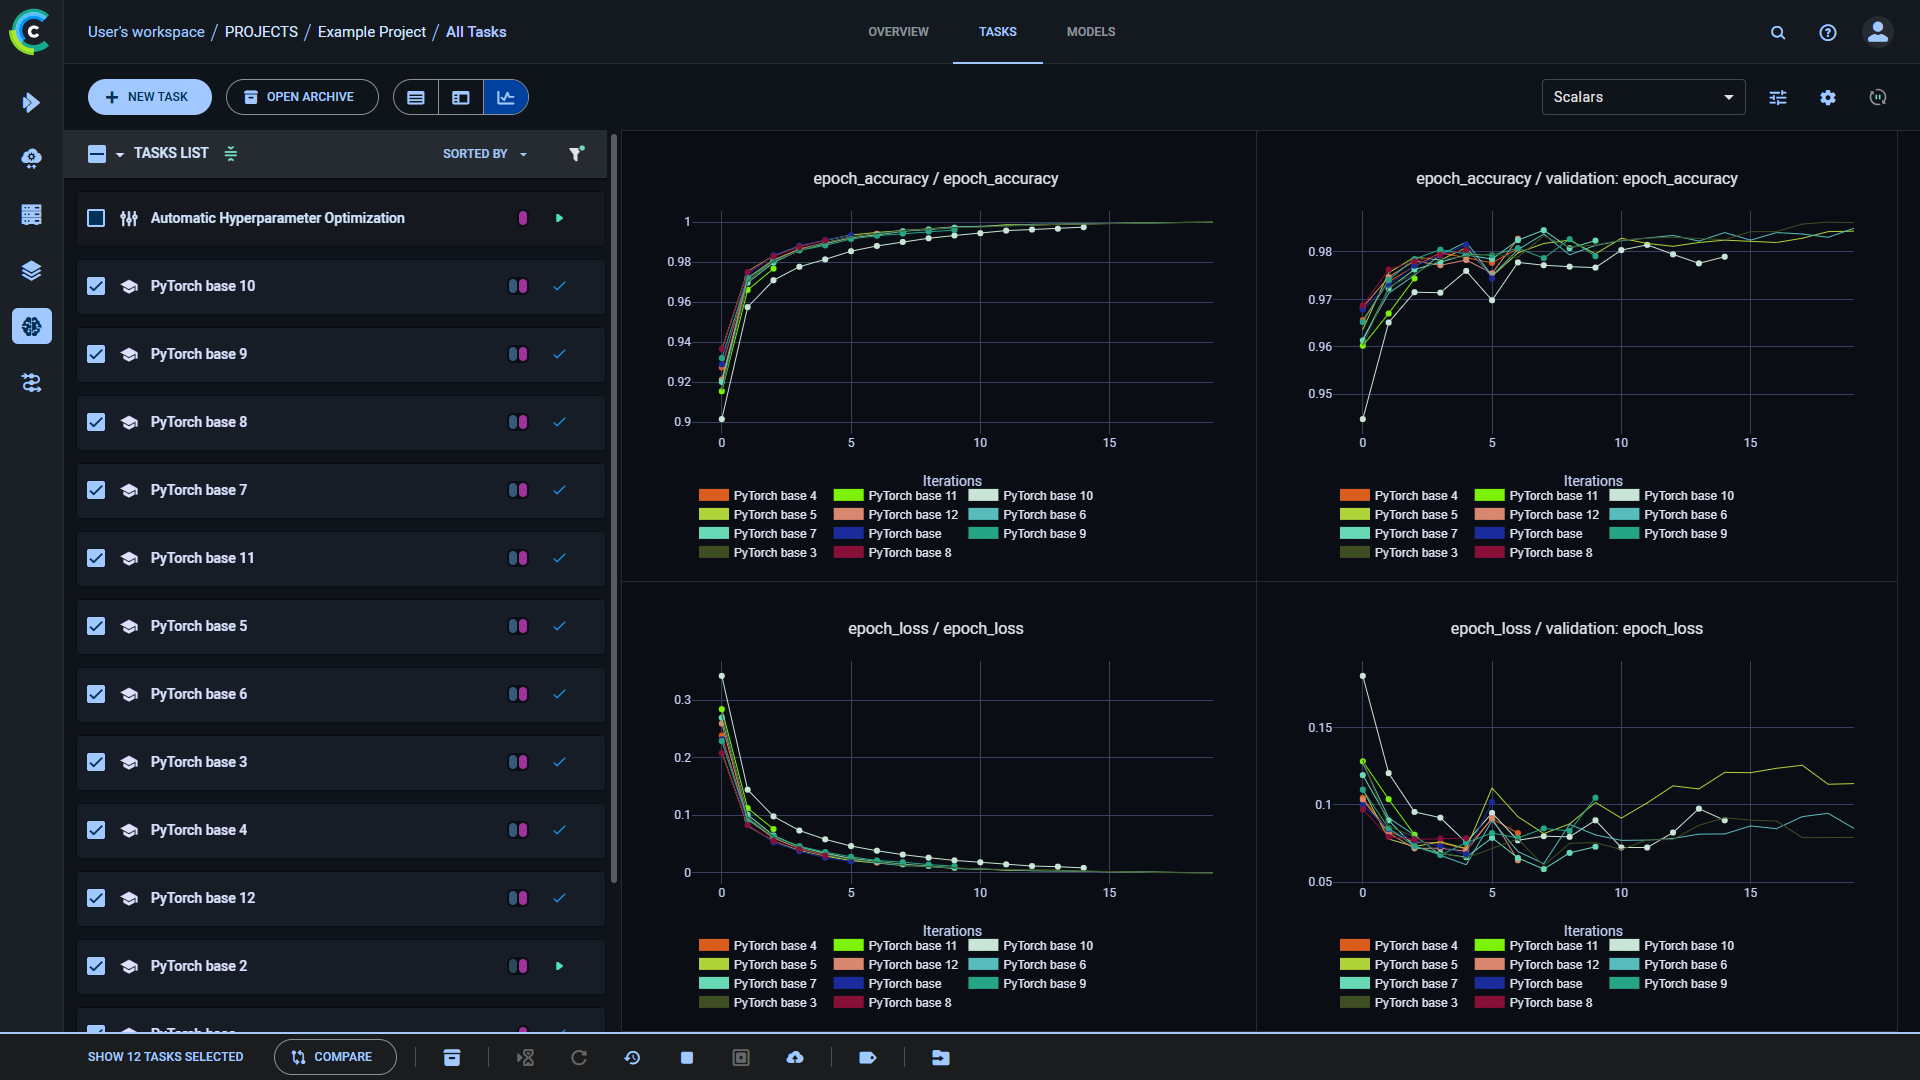 User's workspace / PROJECTS / Example Project / All Tasks
OVERVIEW TASKS MODELS
NEW TASK OPEN ARCHIVE
Scalars
TASKS LIST SORTED BY
Automatic Hyperparameter Optimization
PyTorch base 10
PyTorch base 9
PyTorch base 8
PyTorch base 7
PyTorch base 11
PyTorch base 5
PyTorch base 6
PyTorch base 3
PyTorch base 4
PyTorch base 12
PyTorch base 2
PyTorch base
epoch_accuracy / epoch_accuracy
1
0.98
0.96
0.94
0.92
0.9
0 5 10 15
Iterations
PyTorch base 4 PyTorch base 11 PyTorch base 10
PyTorch base 5 PyTorch base 12 PyTorch base 6
PyTorch base 7 PyTorch base PyTorch base 9
PyTorch base 3 PyTorch base 8
epoch_accuracy / validation: epoch_accuracy
0.98
0.97
0.96
0.95
0 5 10 15
Iterations
PyTorch base 4 PyTorch base 11 PyTorch base 10
PyTorch base 5 PyTorch base 12 PyTorch base 6
PyTorch base 7 PyTorch base PyTorch base 9
PyTorch base 3 PyTorch base 8
epoch_loss / epoch_loss
0.3
0.2
0.1
0
0 5 10 15
Iterations
PyTorch base 4 PyTorch base 11 PyTorch base 10
PyTorch base 5 PyTorch base 12 PyTorch base 6
PyTorch base 7 PyTorch base PyTorch base 9
PyTorch base 3 PyTorch base 8
epoch_loss / validation: epoch_loss
0.15
0.1
0.05
0 5 10 15
Iterations
PyTorch base 4 PyTorch base 11 PyTorch base 10
PyTorch base 5 PyTorch base 12 PyTorch base 6
PyTorch base 7 PyTorch base PyTorch base 9
PyTorch base 3 PyTorch base 8
SHOW 12 TASKS SELECTED COMPARE